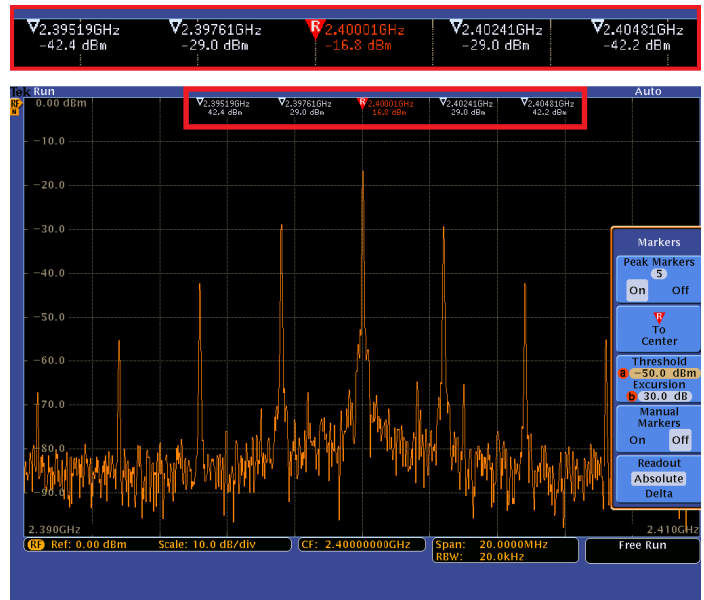 2.39519GHz 2.39761GHz R 2.40001GHz 2.40241GHz 2.40481GHz
-42.4 dBm -29.0 dBm -16.8 dBm -29.0 dBm -42.2 dBm
Tek Run Auto
RF 0.00 dBm
N
2.39519GHz 2.39761GHz R 2.40001GHz 2.40241GHz 2.40481GHz
42.4 dBm 29.0 dBm 16.8 dBm 29.0 dBm 42.2 dBm
-10.0
-20.0
-30.0
-40.0
-50.0
-60.0
-70.0
-80.0
-90.0
2.390GHz 2.410GHz
Markers
Peak Markers
5
On Off
R
To
Center
Threshold
a -50.0 dBm
Excursion
b 30.0 dB
Manual
Markers
On Off
Readout
Absolute
Delta
RF Ref: 0.00 dBm Scale: 10.0 dB/div CF: 2.40000000GHz Span: 20.0000MHz Free Run
RBW: 20.0kHz